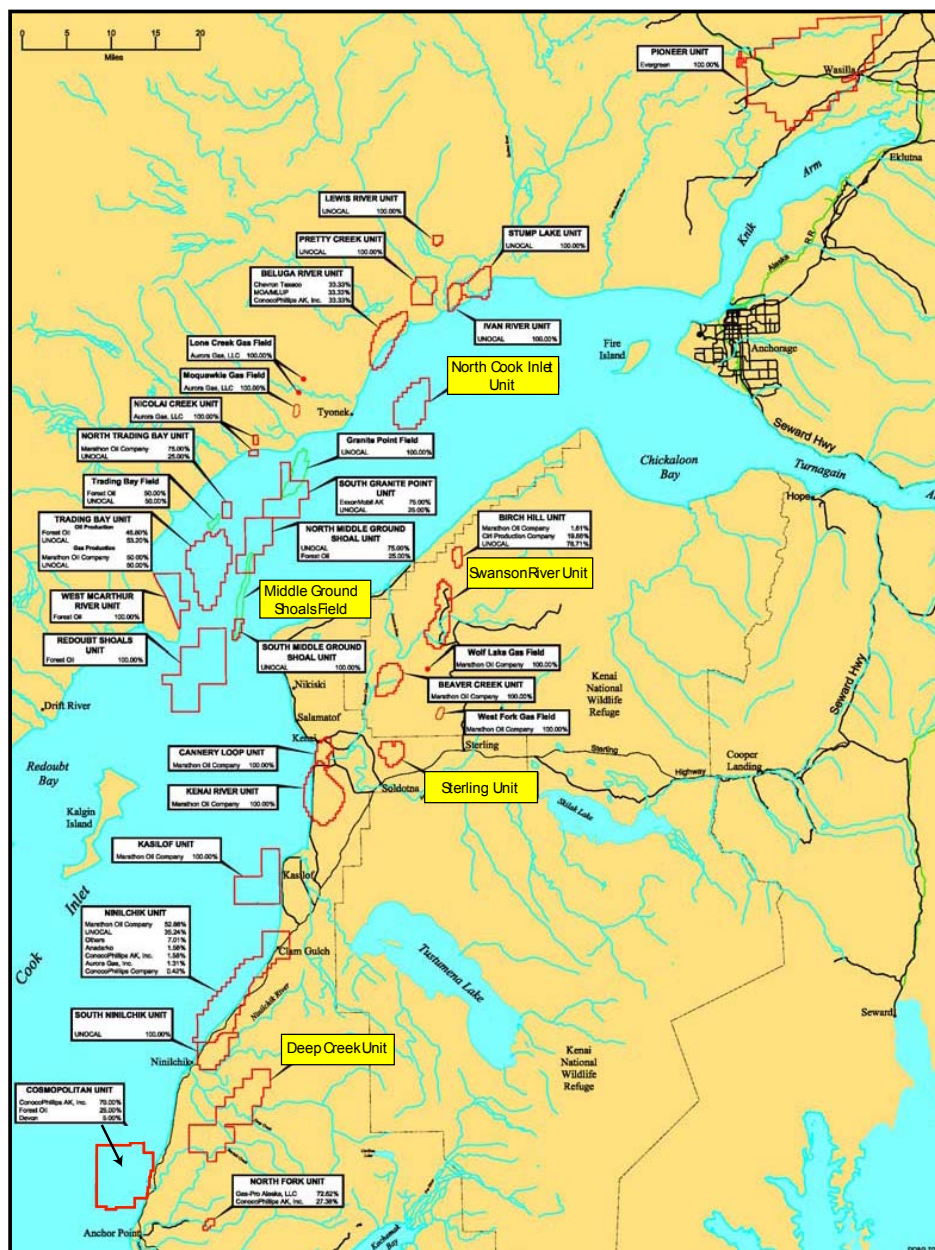 0 10 20
Miles
PIONEER UNIT
Evergreen 100.00%
Wasilla
Eklutna
Knik
Arm
Alaska
R.R.
LEWIS RIVER UNIT
UNOCAL 100.00%
PRETTY CREEK UNIT
UNOCAL 100.00%
STUMP LAKE UNIT
UNOCAL 100.00%
BELUGA RIVER UNIT
Chevron Texaco 33.33%
MOA/MLUP 33.33%
ConocoPhillips AK, Inc. 33.33%
IVAN RIVER UNIT
UNOCAL 100.00%
Fire
Island
Anchorage
Lone Creek Gas Field
Aurora Gas, LLC 100.00%
North Cook Inlet
Unit
Moquawkie Gas Field
Aurora Gas, LLC 100.00%
NICOLAI CREEK UNIT
Aurora Gas, LLC 100.00%
Tyonek
Seward Hwy
NORTH TRADING BAY UNIT
Marathon Oil Company 75.00%
UNOCAL 25.00%
Granite Point Field
UNOCAL 100.00%
Chickaloon
Bay
Turnagain
Trading Bay Field
Forest Oil 50.00%
UNOCAL 50.00%
SOUTH GRANITE POINT
UNIT
ExxonMobil AK 75.00%
UNOCAL 25.00%
Hope
TRADING BAY UNIT
Oil Production
Forest Oil 46.80%
UNOCAL 53.20%
Gas Production
Marathon Oil Company 50.00%
UNOCAL 50.00%
NORTH MIDDLE GROUND
SHOAL UNIT
UNOCAL 75.00%
Forest Oil 25.00%
BIRCH HILL UNIT
Marathon Oil Company 1.61%
Production Company
UNOCAL
Swanson River Unit
WEST MCARTHUR
RIVER UNIT
Forest Oil 100.00%
Middle Ground
Shoals Field
REDOUBT SHOALS
UNIT
Forest Oil 100.00%
SOUTH MIDDLE GROUND
SHOAL UNIT
UNOCAL 100.00%
Wolf Lake Gas Field
Marathon Oil Company 100.00%
BEAVER CREEK UNIT
Marathon Oil Company 100.00%
Kenai
National
Wildlife
Refuge
Seward Hwy
Nikiski
Drift River
West Fork Gas Field
Marathon Oil Company 100.00%
Salamatof
Kenai
CANNERY LOOP UNIT
Marathon Oil Company 100.00%
Sterling
Sterling
Highway
Cooper
Landing
Redoubt
Bay
KENAI RIVER UNIT
Marathon Oil Company 100.00%
Soldotna
Sterling Unit
Skilak Lake
Kalgin
Island
KASILOF UNIT
Marathon Oil Company 100.00%
Kasilof
Cook
Inlet
NINILCHIK UNIT
Marathon Oil Company 52.88%
UNOCAL 35.24%
Others 7.01%
Anadarko 1.58%
ConocoPhillips AK, Inc. 1.58%
Aurora Gas, Inc. 1.31%
ConocoPhillips Company 0.42%
Clam Gulch
Tustumena Lake
Ninilchik River
SOUTH NINILCHIK UNIT
UNOCAL 100.00%
Seward
Ninilchik
Deep Creek Unit
Kenai
National
Wildlife
Refuge
COSMOPOLITAN UNIT
ConocoPhillips AK, Inc. 70.00%
Forest Oil 25.00%
Devon 5.00%
NORTH FORK UNIT
Gas-Pro Alaska, LLC 72.62%
ConocoPhillips AK, Inc. 27.38%
Anchor Point
Kachemak
Bay